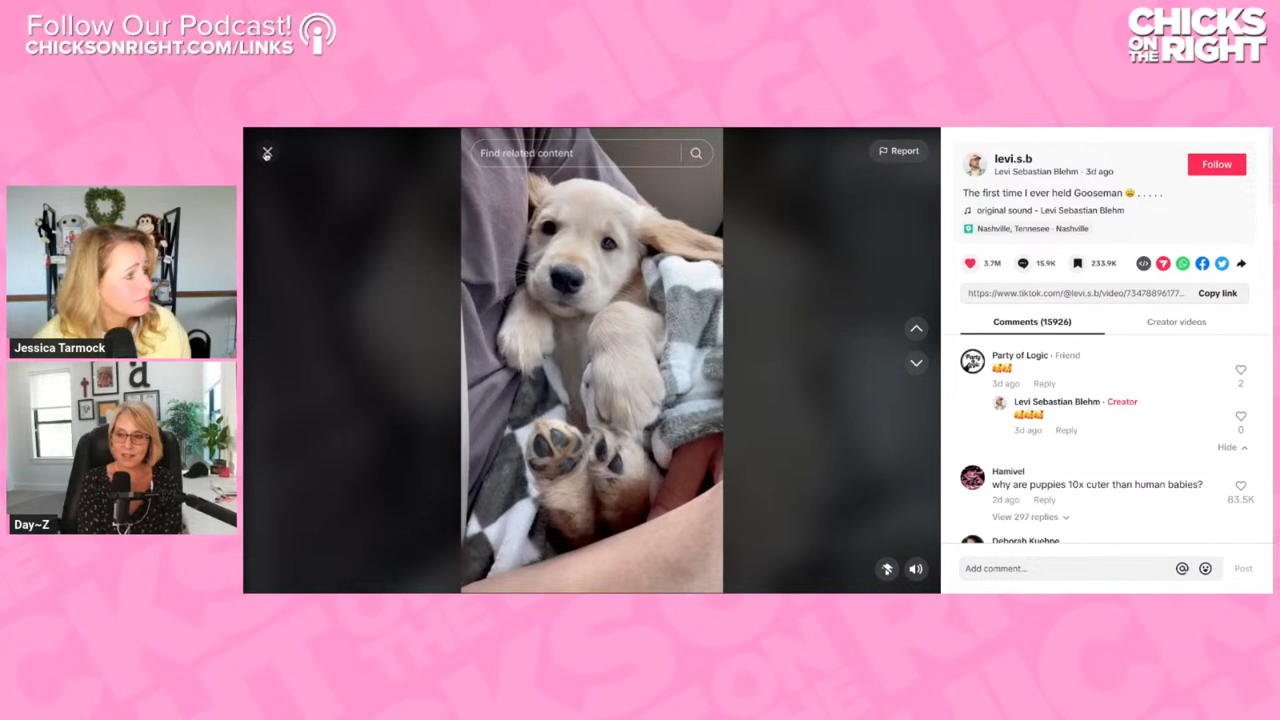 Follow Our Podcast!
CHICKSONRIGHT.COM/LINKS
CHICKS
ON THE RIGHT
Jessica Tarmock
a
Day~Z
Find related content
Report
levi.s.b
Levi Sebastian Blehm · 3d ago
Follow
The first time I ever held Gooseman 😩 . . . . .
original sound - Levi Sebastian Blehm
Nashville, Tennesee · Nashville
3.7M
15.9K
233.9K
https://www.tiktok.com/@levi.s.b/video/73478896177...
Copy link
Comments (15926)
Creator videos
Party of Logic · Friend
🥰🥰
3d ago
Reply
2
Levi Sebastian Blehm · Creator
🥰🥰🥰
3d ago
Reply
0
Hide
Hamivel
why are puppies 10x cuter than human babies?
2d ago
Reply
83.5K
View 297 replies
Deborah Kuehne
Add comment...
@
Post